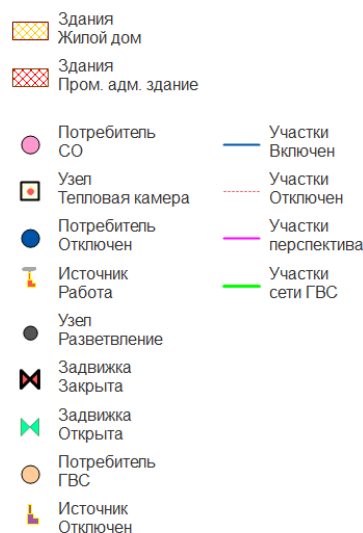 Здания
Жилой дом
Здания
Пром. адм. здание
Потребитель
СО
Узел
Тепловая камера
Потребитель
Отключен
Источник
Работа
Узел
Разветвление
Задвижка
Закрыта
Задвижка
Открыта
Потребитель
ГВС
Источник
Отключен
Участки
Включен
Участки
Отключен
Участки
перспектива
Участки
сети ГВС